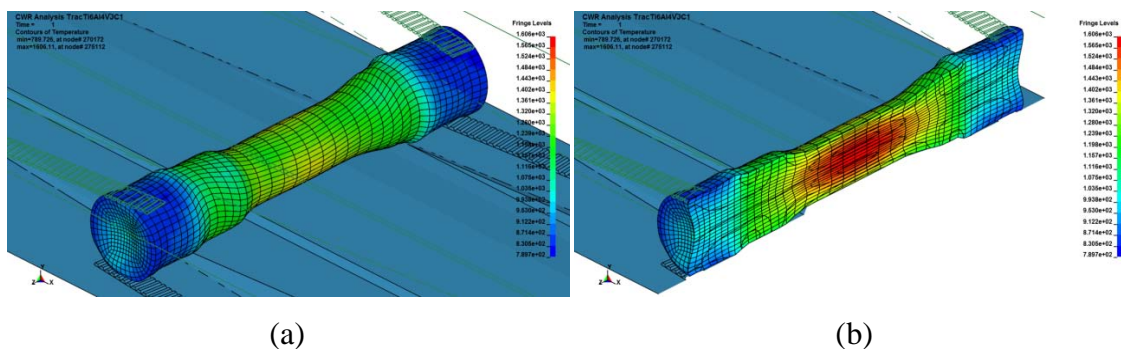 CWR Analysis TracTi6Al4V3C1
Time = 1
Contours of Temperature
min=789.726, at node# 270172
max=1606.11, at node# 270112
Fringe Levels
1.606e+03
1.565e+03
1.524e+03
1.484e+03
1.443e+03
1.402e+03
1.361e+03
1.320e+03
1.280e+03
1.239e+03
1.198e+03
1.157e+03
1.116e+03
1.075e+03
1.035e+03
9.938e+02
9.530e+02
9.122e+02
8.714e+02
8.305e+02
7.897e+02
Y
Z X
(a)
CWR Analysis TracTi6Al4V3C1
Time = 1
Contours of Temperature
min=789.726, at node# 270172
max=1606.11, at node# 270112
Fringe Levels
1.606e+03
1.565e+03
1.524e+03
1.484e+03
1.443e+03
1.402e+03
1.361e+03
1.320e+03
1.280e+03
1.239e+03
1.198e+03
1.157e+03
1.116e+03
1.075e+03
1.035e+03
9.938e+02
9.530e+02
9.122e+02
8.714e+02
8.305e+02
7.897e+02
Y
Z X
(b)